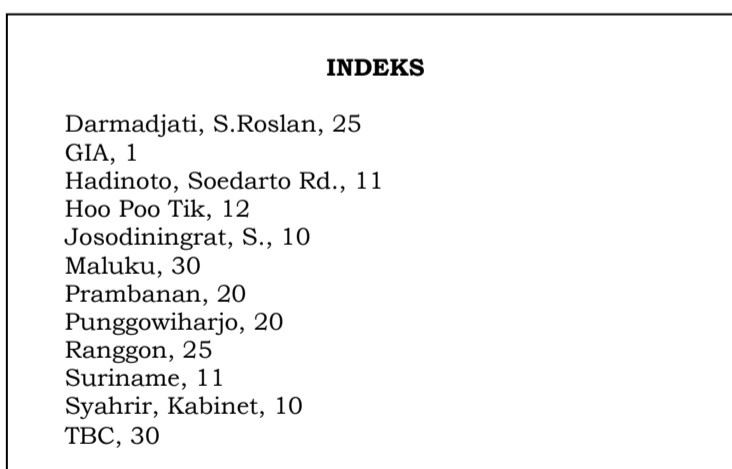 INDEKS
Darmadjati, S.Roslan, 25
GIA, 1
Hadinoto, Soedarto Rd., 11
Hoo Poo Tik, 12
Josodiningrat, S., 10
Maluku, 30
Prambanan, 20
Punggowiharjo, 20
Ranggon, 25
Suriname, 11
Syahrir, Kabinet, 10
TBC, 30